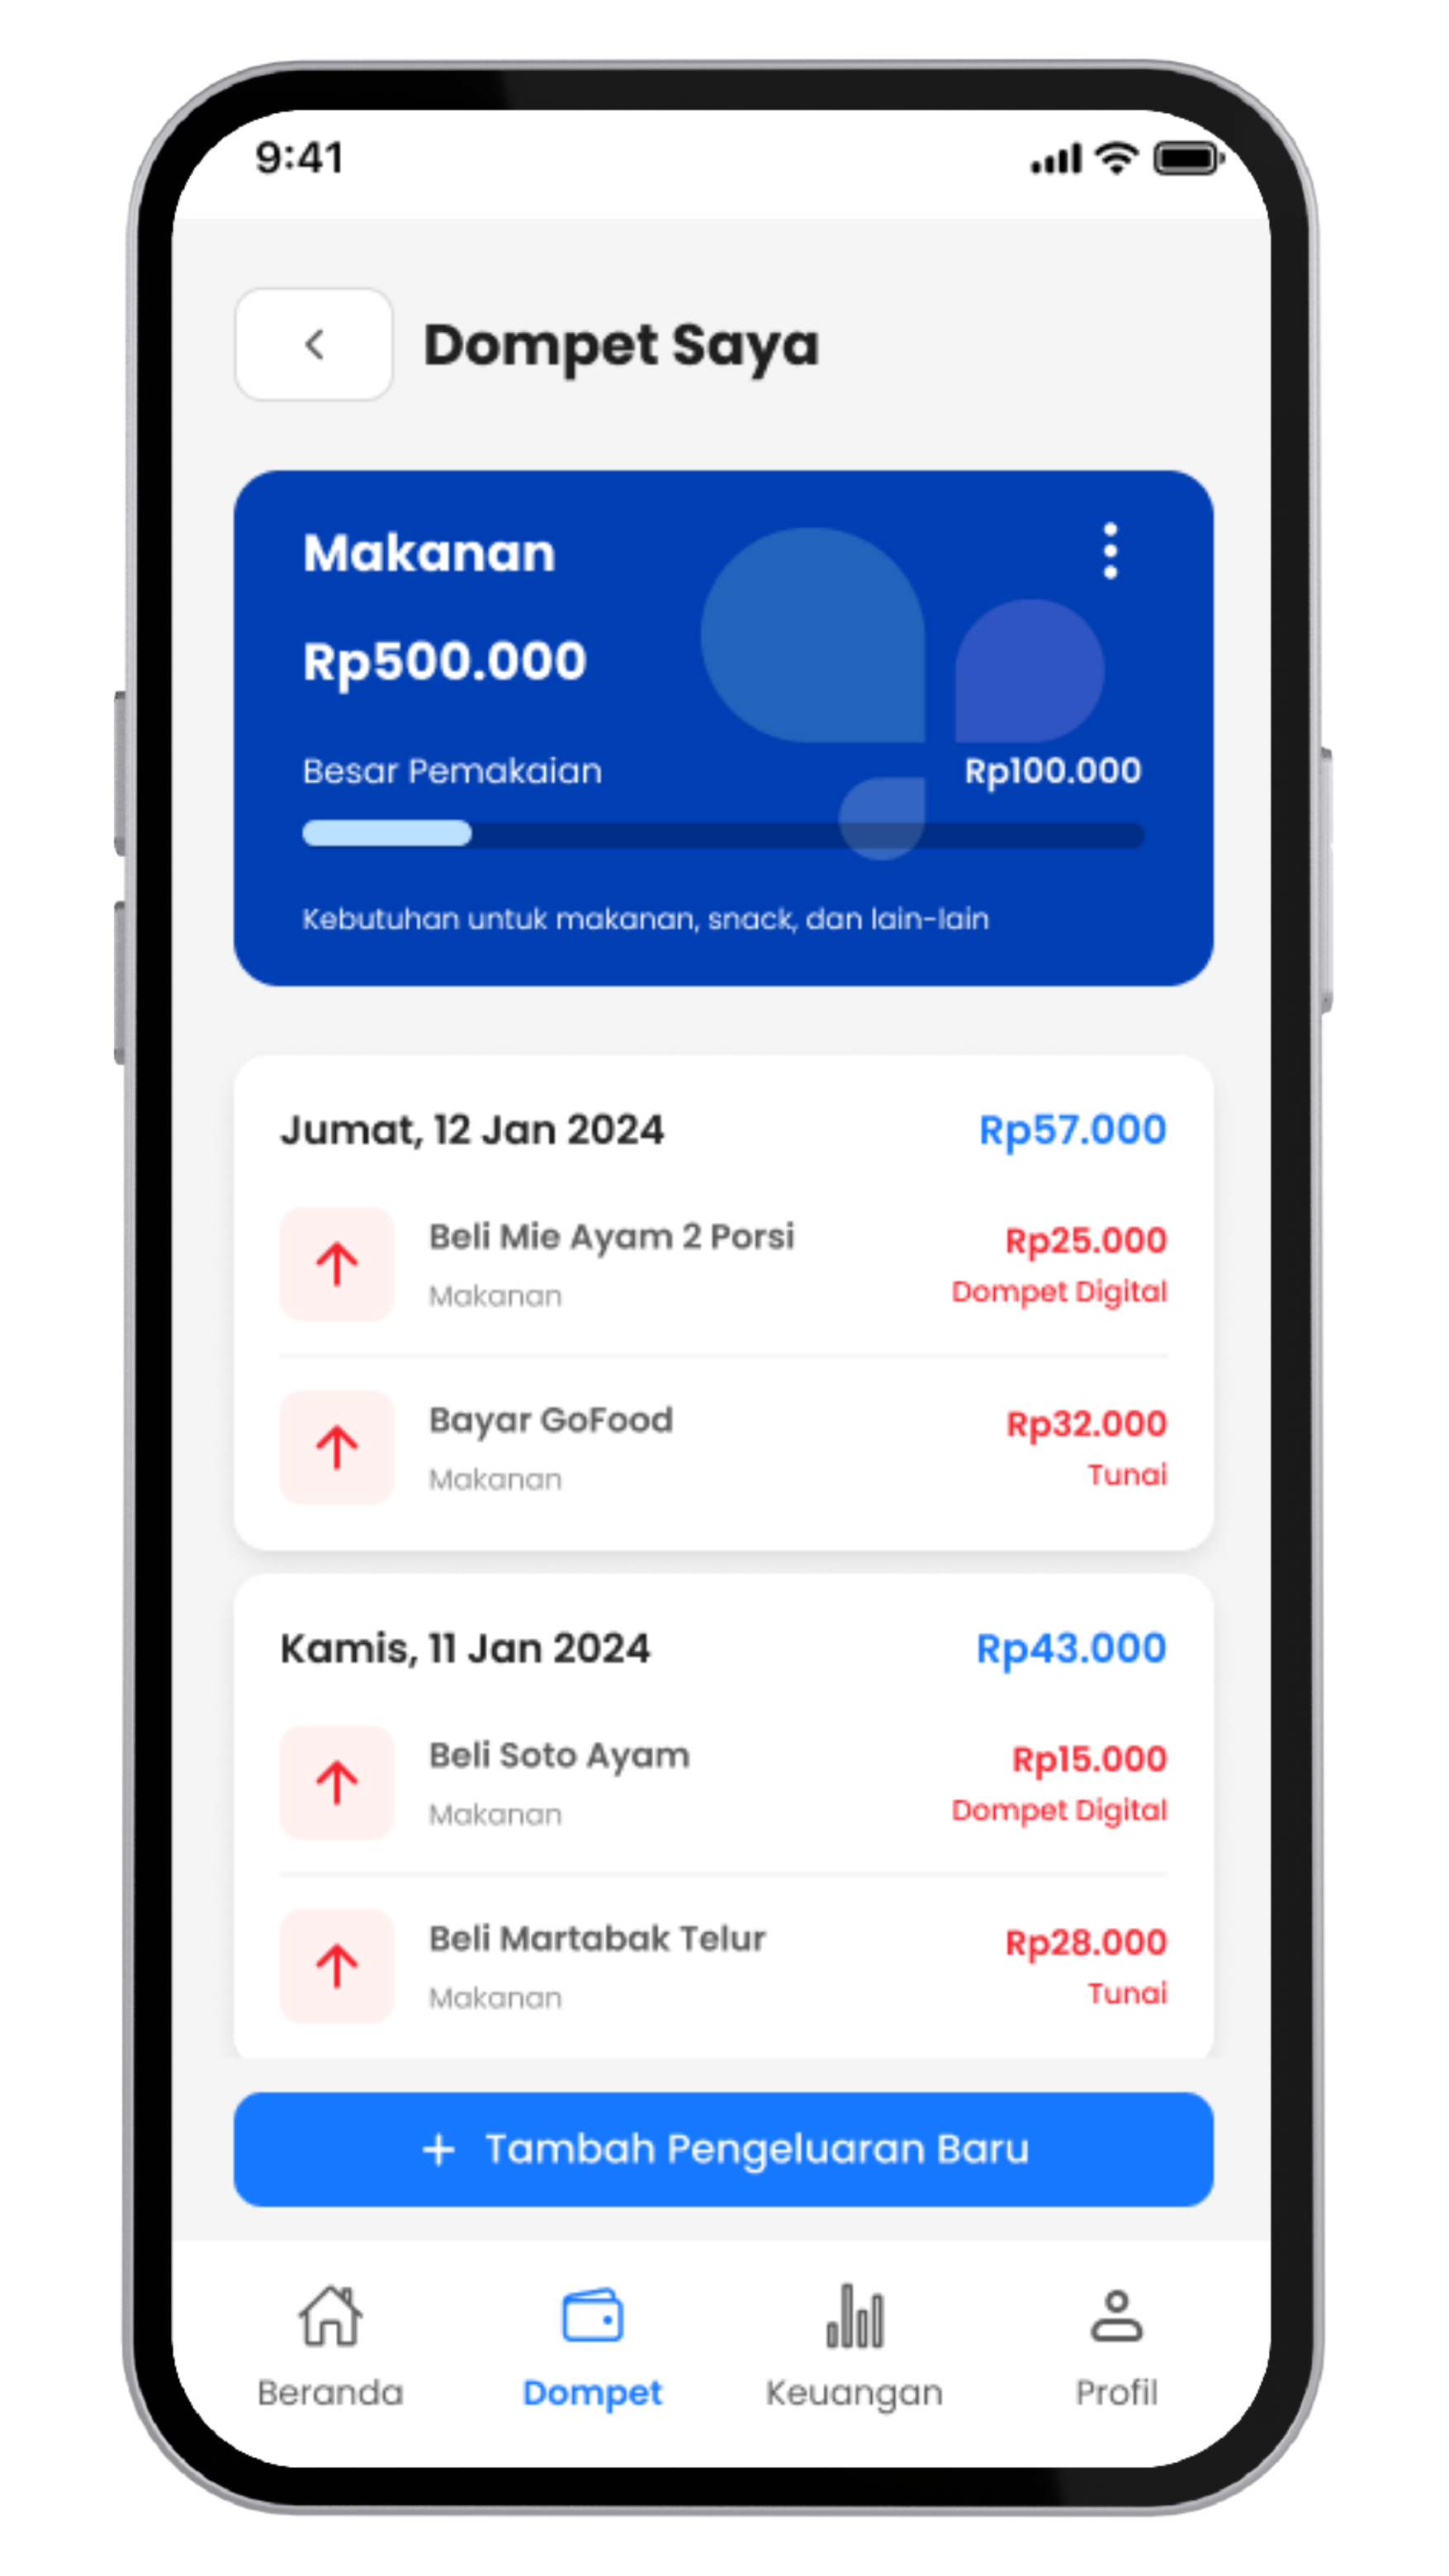 9:41
Dompet Saya
Makanan
Rp500.000
Besar Pemakaian Rp100.000
Kebutuhan untuk makanan, snack, dan lain-lain
Jumat, 12 Jan 2024 Rp57.000
Beli Mie Ayam 2 Porsi Rp25.000
Makanan Dompet Digital
Bayar GoFood Rp32.000
Makanan Tunai
Kamis, 11 Jan 2024 Rp43.000
Beli Soto Ayam Rp15.000
Makanan Dompet Digital
Beli Martabak Telur Rp28.000
Makanan Tunai
+ Tambah Pengeluaran Baru
Beranda Dompet Keuangan Profil